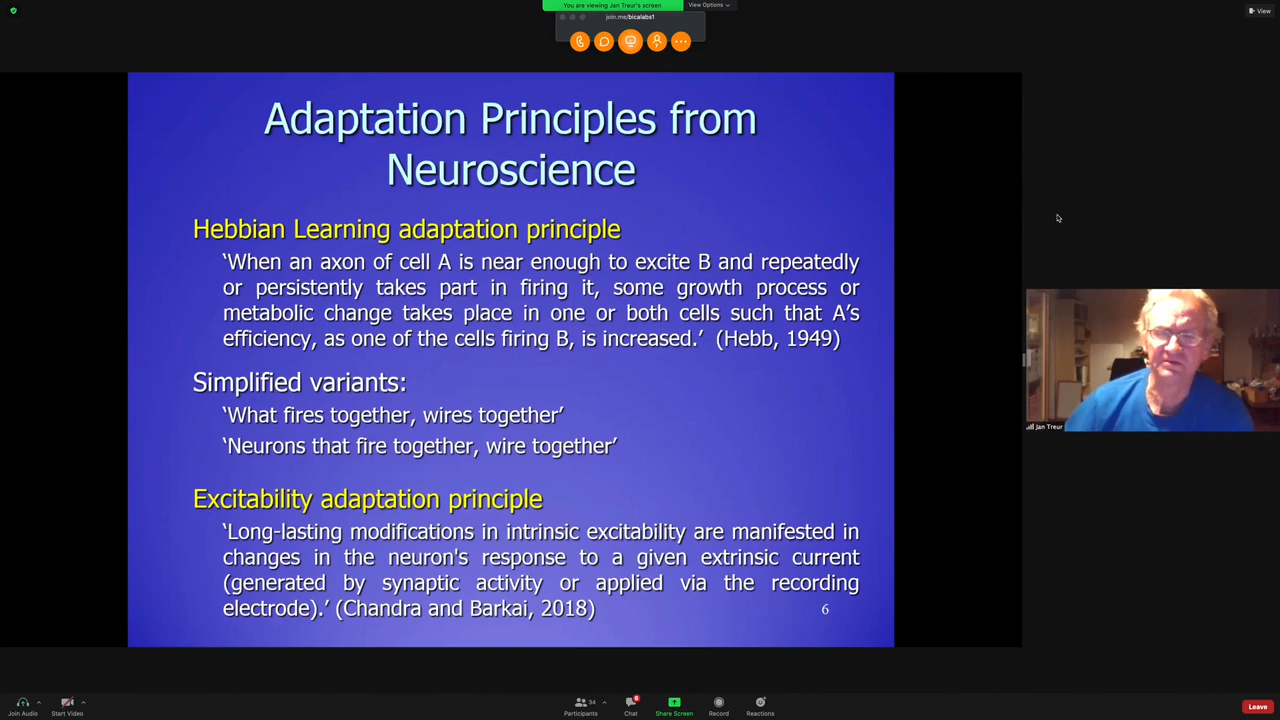 You are viewing Jan Treur's screen
View Options
View
join.me/bicalabs1
Adaptation Principles from
Neuroscience
Hebbian Learning adaptation principle
‘When an axon of cell A is near enough to excite B and repeatedly
or persistently takes part in firing it, some growth process or
metabolic change takes place in one or both cells such that A’s
efficiency, as one of the cells firing B, is increased.’ (Hebb, 1949)
Simplified variants:
‘What fires together, wires together’
‘Neurons that fire together, wire together’
Excitability adaptation principle
‘Long-lasting modifications in intrinsic excitability are manifested in
changes in the neuron's response to a given extrinsic current
(generated by synaptic activity or applied via the recording
electrode).’ (Chandra and Barkai, 2018)
6
Jan Treur
34
8
Join Audio
Start Video
Participants
Chat
Share Screen
Record
Reactions
Leave